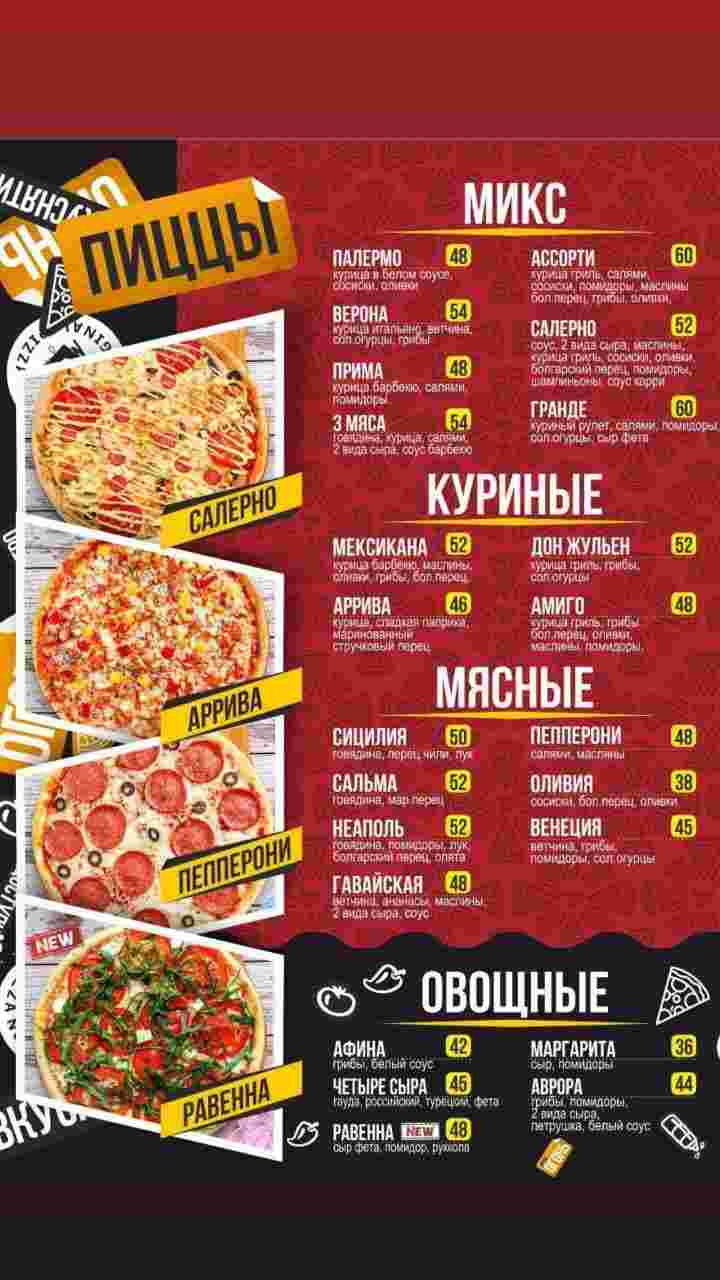 ПИЦЦЫ
САЛЕРНО
АРРИВА
ПЕППЕРОНИ
NEW
РАВЕННА
МИКС
ПАЛЕРМО 48
курица в белом соусе,
сосиски, оливки
ВЕРОНА 54
курица итальяно, ветчина,
сол.огурцы, грибы
ПРИМА 48
курица барбекю, салями,
помидоры
3 МЯСА 54
говядина, курица, салями,
2 вида сыра, соус барбекю
АССОРТИ 60
курица гриль, салями,
сосиски, помидоры, маслины
бол.перец, грибы, оливки,
САЛЕРНО 52
соус, 2 вида сыра, маслины,
курица гриль, сосиски, оливки,
болгарский перец, помидоры,
шампиньоны, соус карри
ГРАНДЕ 60
куриный рулет, салями, помидоры,
сол.огурцы, сыр фета
КУРИНЫЕ
МЕКСИКАНА 52
курица барбекю, маслины,
оливки, грибы, бол.перец,
АРРИВА 46
курица, сладкая паприка,
маринованный
стручковый перец
ДОН ЖУЛЬЕН 52
курица гриль, грибы,
сол.огурцы
АМИГО 48
курица гриль, грибы
бол.перец, оливки,
маслины, помидоры,
МЯСНЫЕ
СИЦИЛИЯ 50
говядина, перец чили, лук
САЛЬМА 52
говядина, мар.перец
НЕАПОЛЬ 52
говядина, помидоры, лук,
болгарский перец, опята
ГАВАЙСКАЯ 48
ветчина, ананасы, маслины,
2 вида сыра, соус
ПЕППЕРОНИ 48
салями, маслины
ОЛИВИЯ 38
сосиски, бол.перец, оливки
ВЕНЕЦИЯ 45
ветчина, грибы,
помидоры, сол.огурцы
ОВОЩНЫЕ
АФИНА 42
грибы, белый соус
ЧЕТЫРЕ СЫРА 45
гауда, российский, турецкий, фета
РАВЕННА NEW 48
сыр фета, помидор, руккола
МАРГАРИТА 36
сыр, помидоры
АВРОРА 44
грибы, помидоры,
2 вида сыра,
петрушка, белый соус